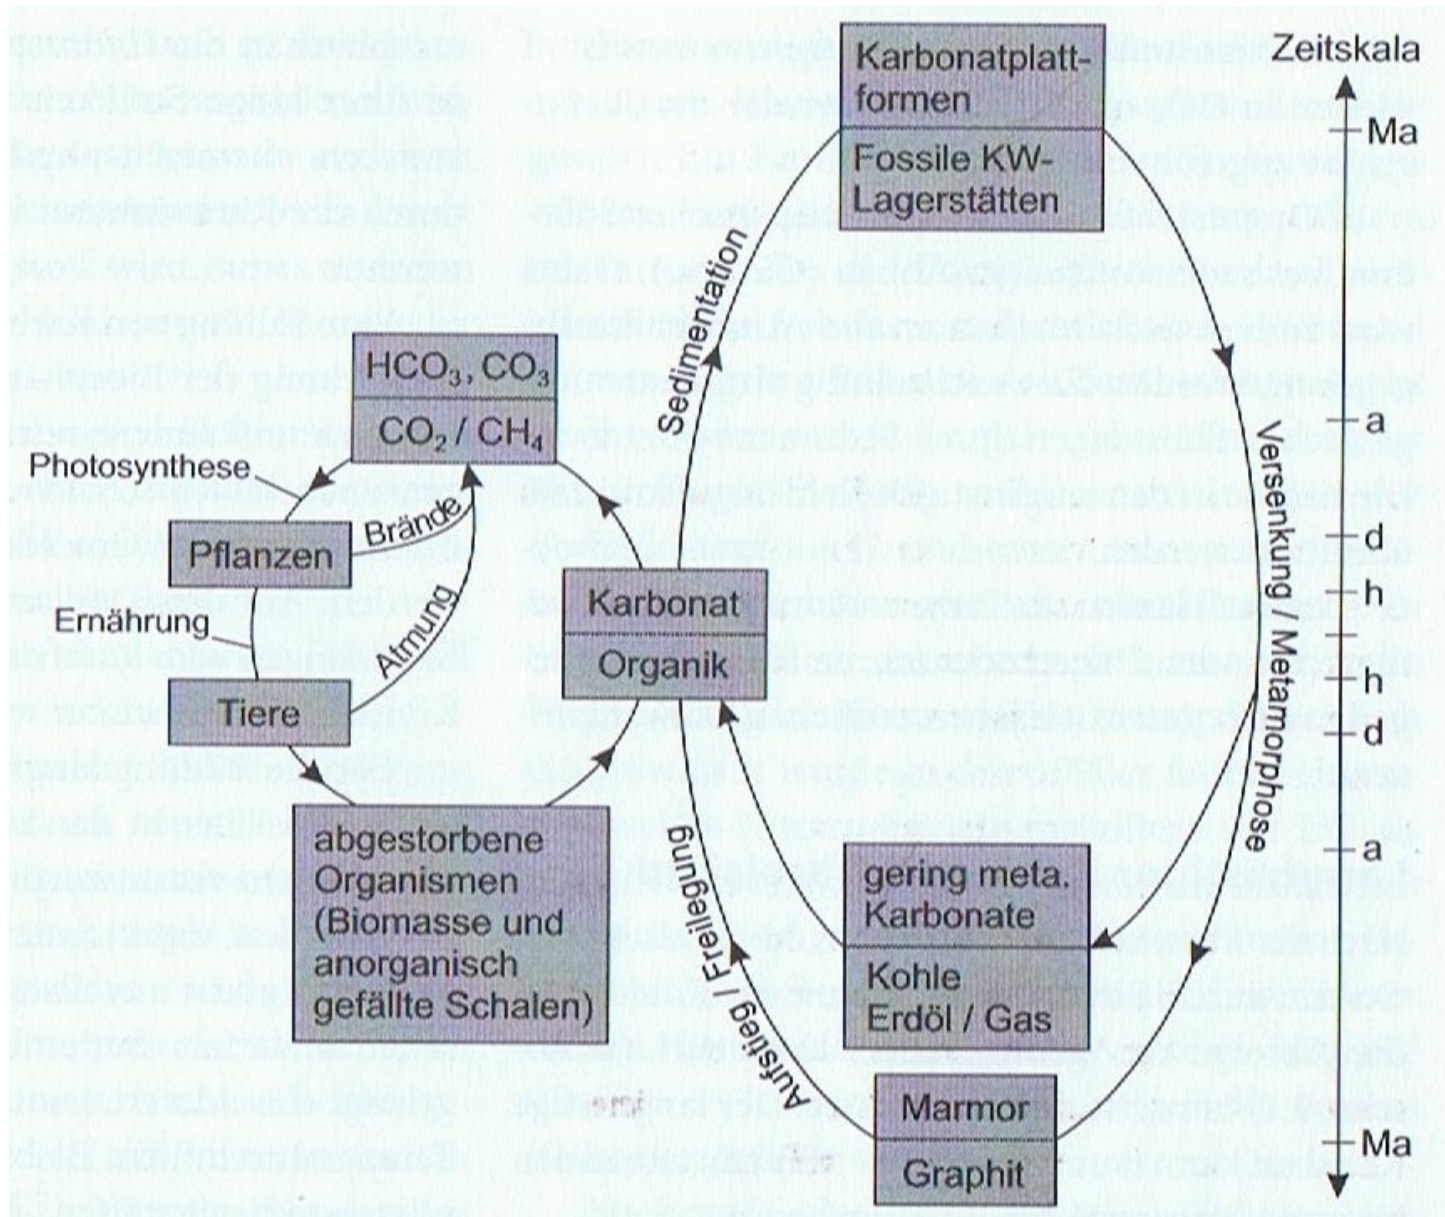 Karbonatplatt-
formen
Fossile KW-
Lagerstätten
Zeitskala
Ma
a
d
h
h
d
a
Ma
Sedimentation
HCO₃, CO₃
CO₂ / CH₄
Photosynthese
Pflanzen
Brände
Ernährung
Atmung
Tiere
Karbonat
Organik
Versenkung / Metamorphose
abgestorbene
Organismen
(Biomasse und
anorganisch
gefällte Schalen)
Aufstieg / Freilegung
gering meta.
Karbonate
Kohle
Erdöl / Gas
Marmor
Graphit